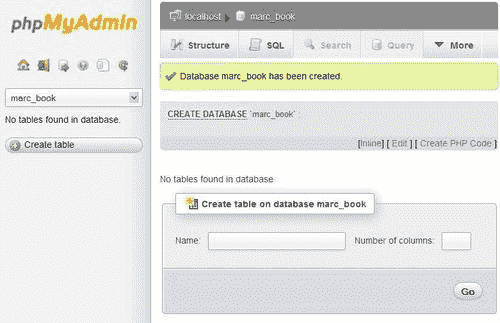 phpMyAdmin
marc_book
No tables found in database.
Create table
localhost marc_book
Structure SQL Search Query More
Database marc_book has been created.
CREATE DATABASE `marc_book` ;
[Inline] [ Edit ] [ Create PHP Code ]
No tables found in database
Create table on database marc_book
Name: Number of columns:
Go